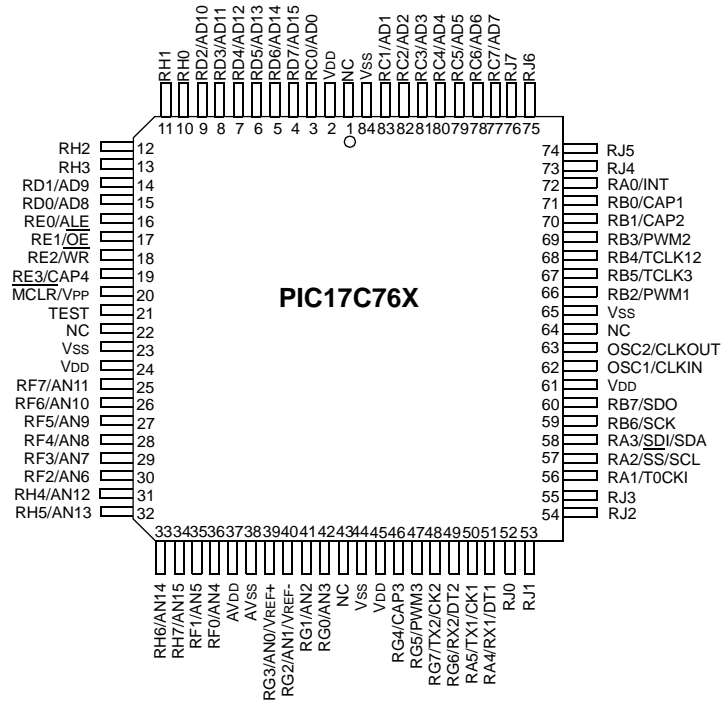 RH1
RH0
RD2/AD10
RD3/AD11
RD4/AD12
RD5/AD13
RD6/AD14
RD7/AD15
RC0/AD0
VDD
NC
VSS
RC1/AD1
RC2/AD2
RC3/AD3
RC4/AD4
RC5/AD5
RC6/AD6
RC7/AD7
RJ7
RJ6
11 10 9 8 7 6 5 4 3 2 1 84 83 82 81 80 79 78 77 76 75
RH2 12
RH3 13
RD1/AD9 14
RD0/AD8 15
RE0/ALE 16
RE1/OE 17
RE2/WR 18
RE3/CAP4 19
MCLR/VPP 20
TEST 21
NC 22
VSS 23
VDD 24
RF7/AN11 25
RF6/AN10 26
RF5/AN9 27
RF4/AN8 28
RF3/AN7 29
RF2/AN6 30
RH4/AN12 31
RH5/AN13 32
PIC17C76X
74 RJ5
73 RJ4
72 RA0/INT
71 RB0/CAP1
70 RB1/CAP2
69 RB3/PWM2
68 RB4/TCLK12
67 RB5/TCLK3
66 RB2/PWM1
65 VSS
64 NC
63 OSC2/CLKOUT
62 OSC1/CLKIN
61 VDD
60 RB7/SDO
59 RB6/SCK
58 RA3/SDI/SDA
57 RA2/SS/SCL
56 RA1/T0CKI
55 RJ3
54 RJ2
33 34 35 36 37 38 39 40 41 42 43 44 45 46 47 48 49 50 51 52 53
RH6/AN14
RH7/AN15
RF1/AN5
RF0/AN4
AVDD
AVSS
RG3/AN0/VREF+
RG2/AN1/VREF-
RG1/AN2
RG0/AN3
NC
VSS
VDD
RG4/CAP3
RG5/PWM3
RG7/TX2/CK2
RG6/RX2/DT2
RA5/TX1/CK1
RA4/RX1/DT1
RJ0
RJ1